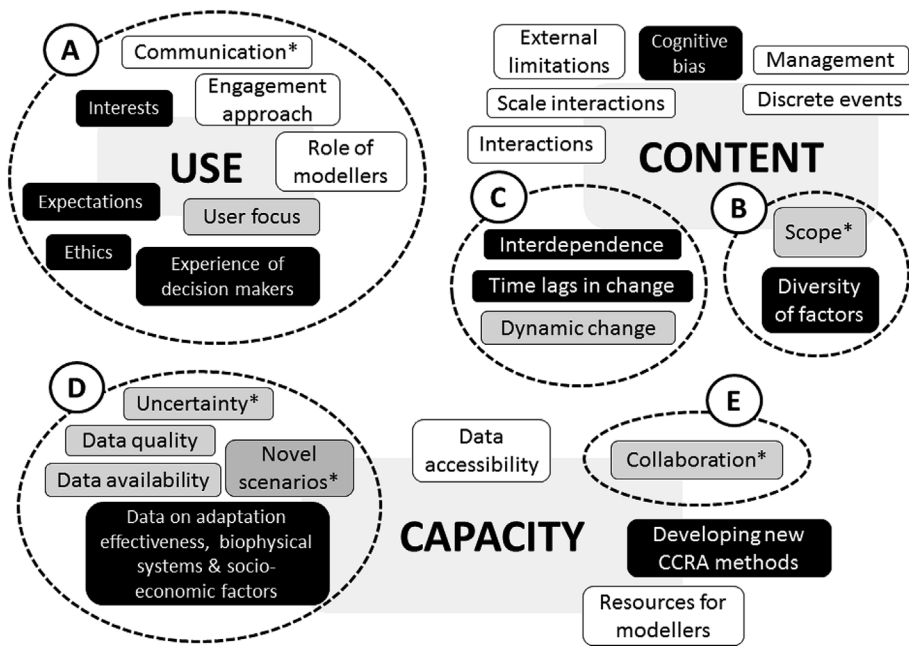 A
Communication*
Interests
Engagement
approach
USE
Role of
modellers
Expectations
User focus
Ethics
Experience of
decision makers
External
limitations
Cognitive
bias
Management
Scale interactions
Discrete events
Interactions
CONTENT
C
Interdependence
Time lags in change
Dynamic change
B
Scope*
Diversity
of factors
D
Uncertainty*
Data quality
Data availability
Novel
scenarios*
Data on adaptation
effectiveness, biophysical
systems & socio-
economic factors
Data
accessibility
E
Collaboration*
CAPACITY
Developing new
CCRA methods
Resources for
modellers